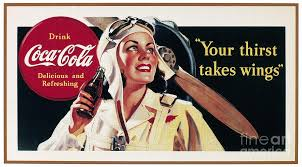 Drink
Coca-Cola
Delicious and
Refreshing
"Your thirst
takes wings"
fine art
america